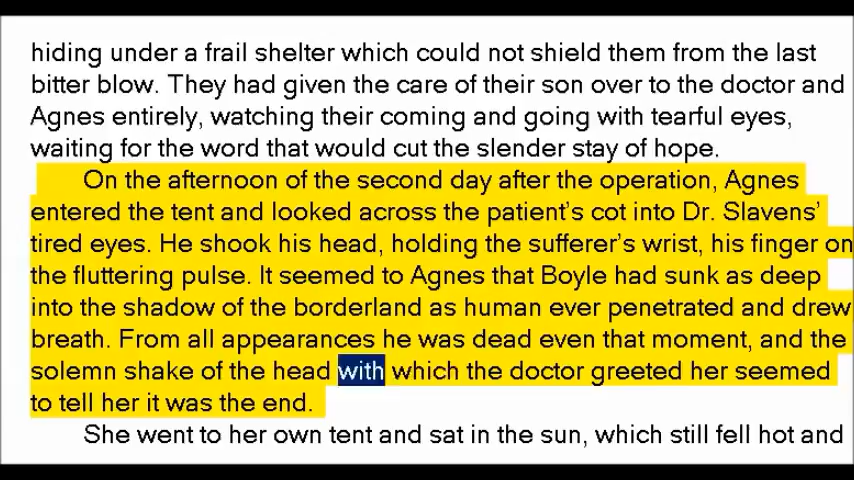 hiding under a frail shelter which could not shield them from the last
bitter blow. They had given the care of their son over to the doctor and
Agnes entirely, watching their coming and going with tearful eyes,
waiting for the word that would cut the slender stay of hope.
On the afternoon of the second day after the operation, Agnes
entered the tent and looked across the patient's cot into Dr. Slavens'
tired eyes. He shook his head, holding the sufferer's wrist, his finger on
the fluttering pulse. It seemed to Agnes that Boyle had sunk as deep
into the shadow of the borderland as human ever penetrated and drew
breath. From all appearances he was dead even that moment, and the
solemn shake of the head with which the doctor greeted her seemed
to tell her it was the end.
She went to her own tent and sat in the sun, which still fell hot and